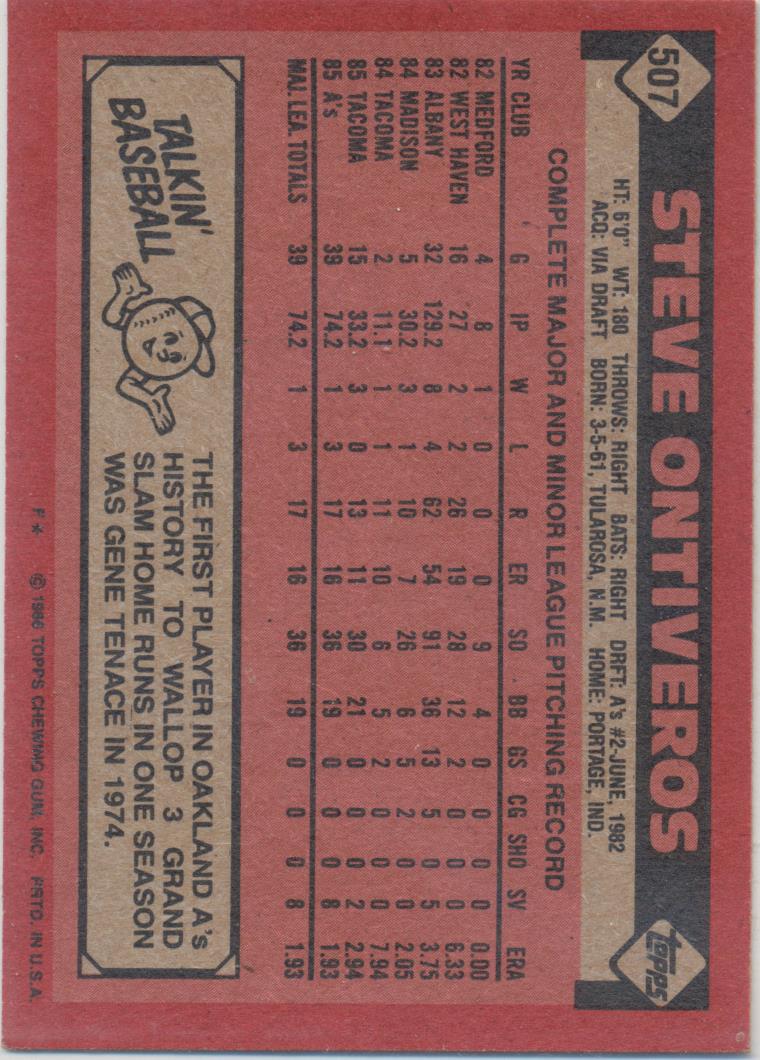 507
STEVE ONTIVEROS
topps
HT: 6'0" WT: 180 THROWS: RIGHT BATS: RIGHT DRFT: A's #2-JUNE, 1982
ACQ: VIA DRAFT BORN: 3-5-61, TULAROSA, N.M. HOME: PORTAGE, IND.
COMPLETE MAJOR AND MINOR LEAGUE PITCHING RECORD
YR CLUB G IP W L R ER SO BB GS CG SHO SV ERA
82 MEDFORD 4 8 1 0 0 0 9 4 0 0 0 0 0.00
82 WEST HAVEN 16 27 2 2 26 19 28 12 2 0 0 0 6.33
83 ALBANY 32 129.2 8 4 62 54 91 36 13 5 0 5 3.75
84 MADISON 5 30.2 3 1 10 7 26 6 5 2 0 0 2.05
84 TACOMA 2 11.1 1 1 11 10 6 5 2 0 0 0 7.94
85 TACOMA 15 33.2 3 0 13 11 30 21 0 0 0 2 2.94
85 A's 39 74.2 1 3 17 16 36 19 0 0 0 8 1.93
MAJ. LEA. TOTALS 39 74.2 1 3 17 16 36 19 0 0 0 8 1.93
TALKIN'
BASEBALL
THE FIRST PLAYER IN OAKLAND A's
HISTORY TO WALLOP 3 GRAND
SLAM HOME RUNS IN ONE SEASON
WAS GENE TENACE IN 1974.
F* © 1986 TOPPS CHEWING GUM, INC. PRTD. IN U.S.A.